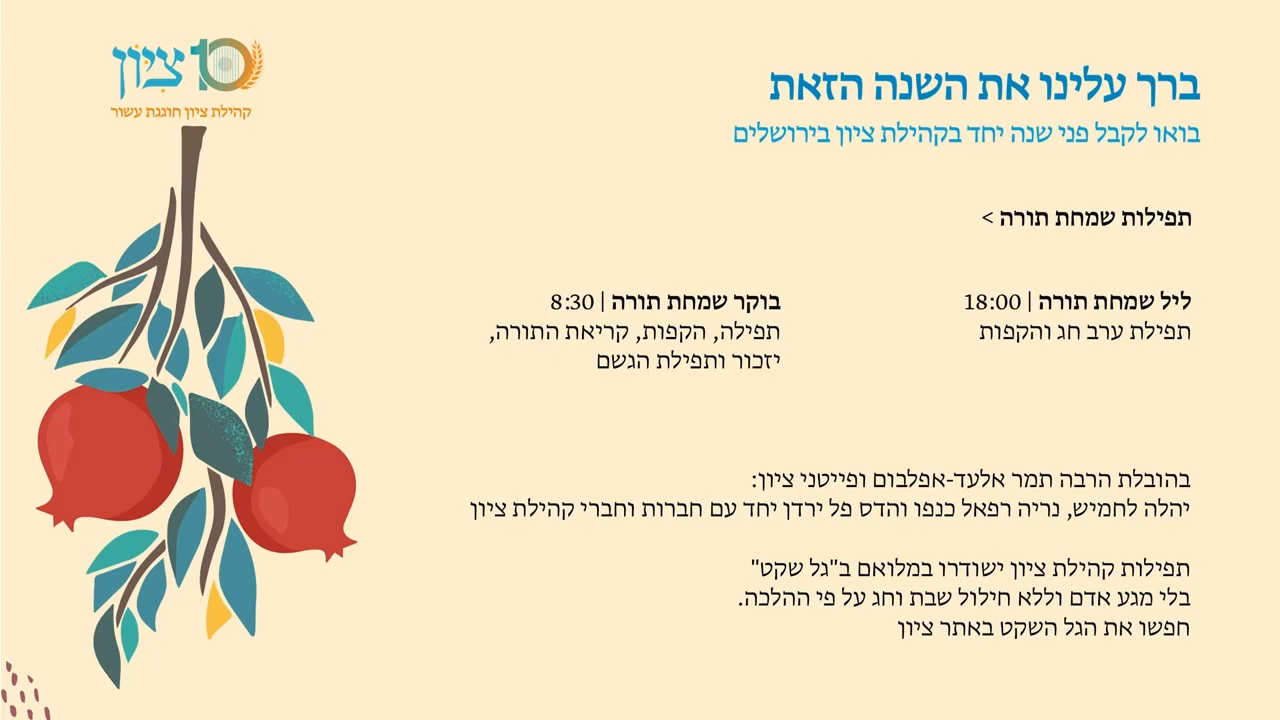 צִיּוֹן 10
קהילת ציון חוגגת עשור
ברך עלינו את השנה הזאת
בואו לקבל פני שנה יחד בקהילת ציון בירושלים
תפילות שמחת תורה >
ליל שמחת תורה | 18:00
תפילת ערב חג והקפות
בוקר שמחת תורה | 8:30
תפילה, הקפות, קריאת התורה,
יזכור ותפילת הגשם
בהובלת הרבה תמר אלעד-אפלבום ופייטני ציון:
יהלה לחמיש, נריה רפאל כנפו והדס פל ירדן יחד עם חברות וחברי קהילת ציון
תפילות קהילת ציון ישודרו במלואם ב"גל שקט"
בלי מגע אדם וללא חילול שבת וחג על פי ההלכה.
חפשו את הגל השקט באתר ציון